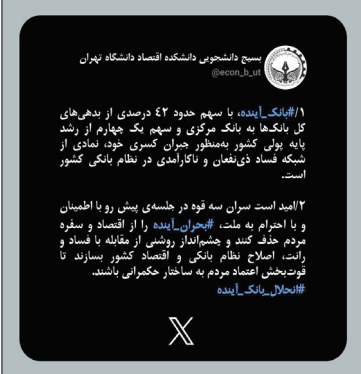 بسیج دانشجویی دانشکده اقتصاد دانشگاه تهران
@econ_b_ut
۱/#بانک_آینده، با سهم حدود ٤٢ درصدی از بدهی‌های
کل بانک‌ها به بانک مرکزی و سهم یک چهارم از رشد
پایه پولی کشور به‌منظور جبران کسری خود، نمادی از
شبکه فساد ذی‌نفعان و ناکارآمدی در نظام بانکی کشور
است.
۲/امید است سران سه قوه در جلسه‌ی پیش رو با اطمینان
و با احترام به ملت، #بحران_آینده را از اقتصاد و سفره
مردم حذف کنند و چشم‌انداز روشنی از مقابله با فساد و
رانت، اصلاح نظام بانکی و اقتصاد کشور بسازند تا
قوت‌بخش اعتماد مردم به ساختار حکمرانی باشند.
#انحلال_بانک_آینده